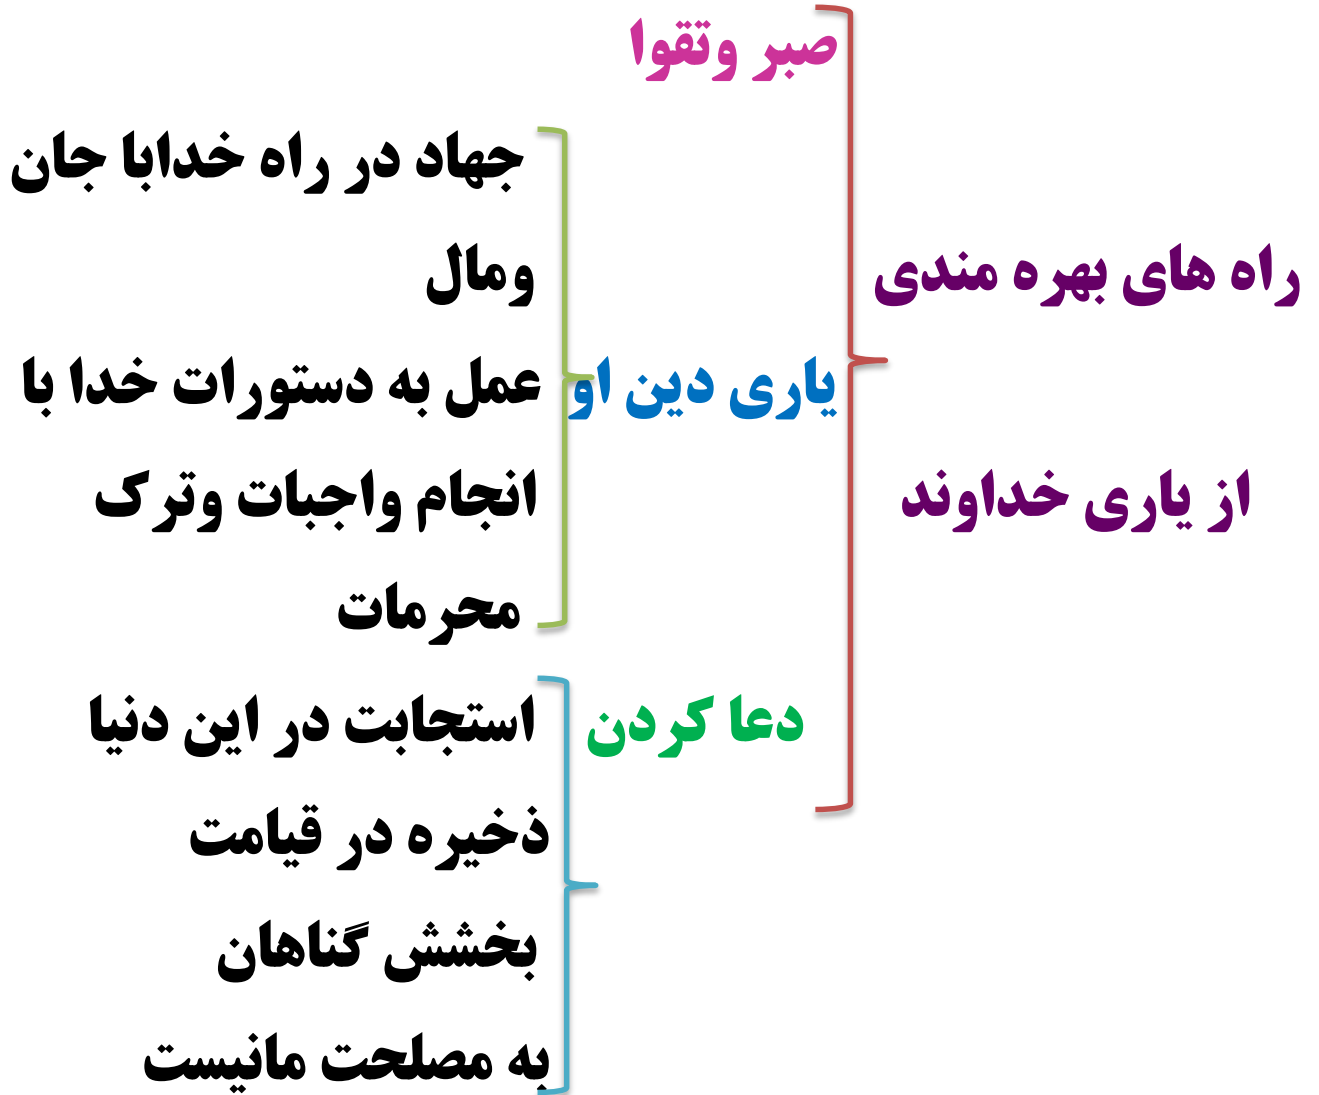 صبر وتقوا
جهاد در راه خدابا جان
راه های بهره مندی
ومال
یاری دین او
عمل به دستورات خدا با
از یاری خداوند
انجام واجبات وترک
محرمات
دعا کردن
استجابت در این دنیا
ذخیره در قیامت
بخشش گناهان
به مصلحت مانیست